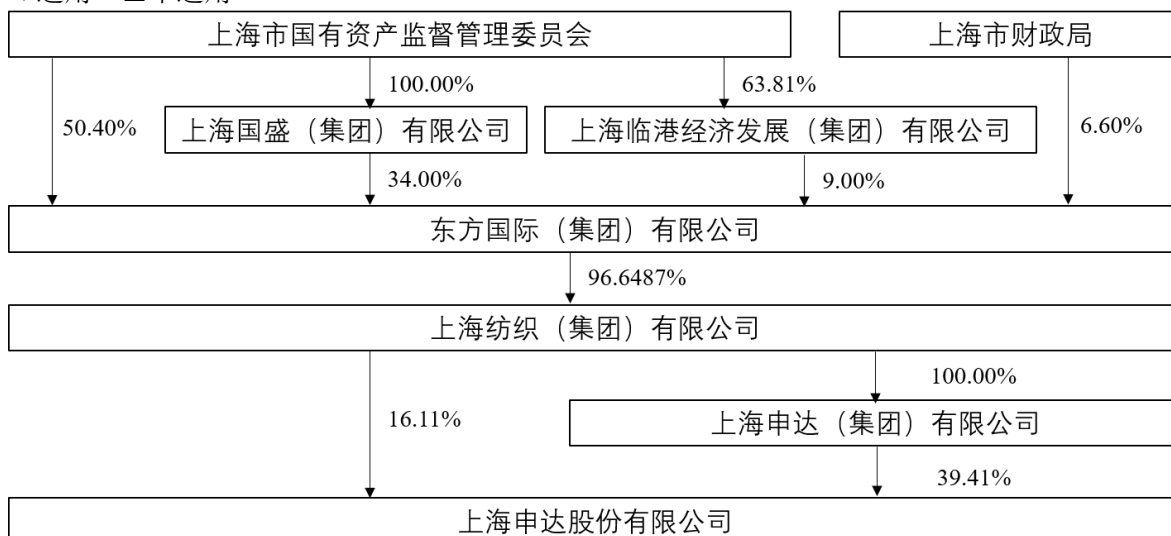 上海市国有资产监督管理委员会
上海市财政局
100.00%
63.81%
50.40%
上海国盛（集团）有限公司
上海临港经济发展（集团）有限公司
6.60%
34.00%
9.00%
东方国际（集团）有限公司
96.6487%
上海纺织（集团）有限公司
100.00%
16.11%
上海申达（集团）有限公司
39.41%
上海申达股份有限公司